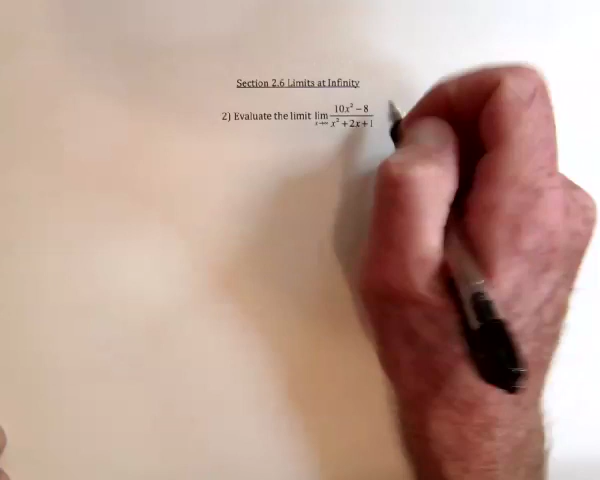 Section 2.6 Limits at Infinity
2) Evaluate the limit lim x→∞ (10x² − 8)/(x² + 2x + 1)